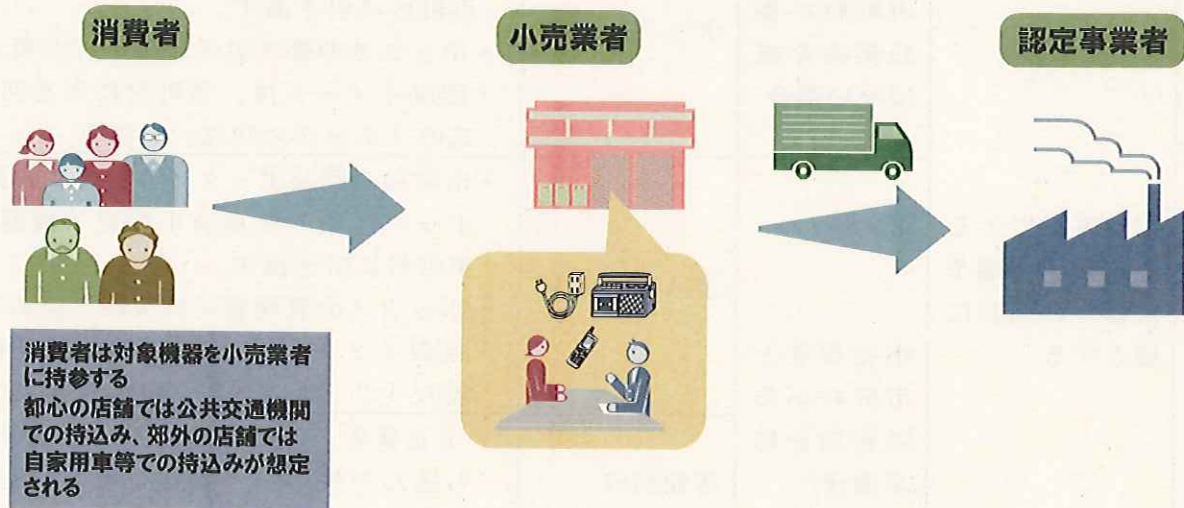 消費者
小売業者
認定事業者
消費者は対象機器を小売業者
に持参する
都心の店舗では公共交通機関
での持込み、郊外の店舗では
自家用車等での持込みが想定
される